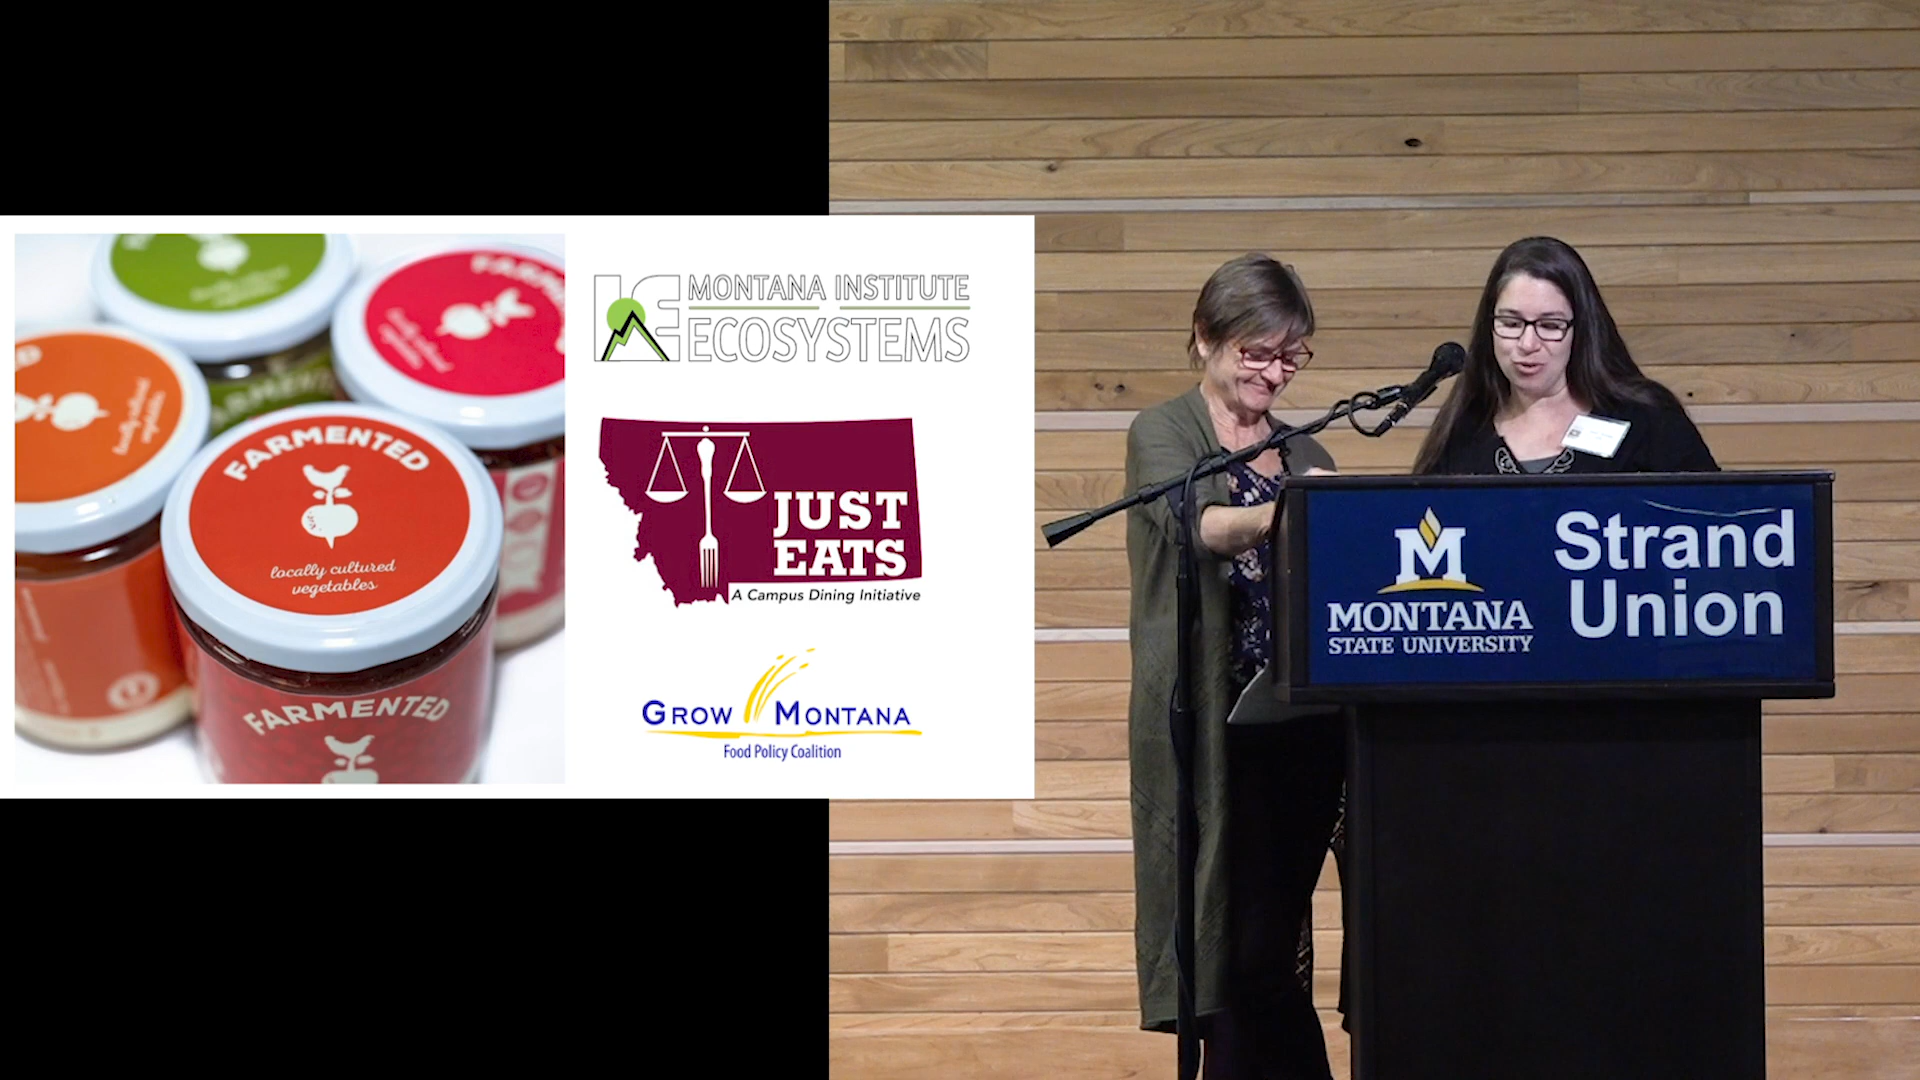 FARMENTED
locally cultured
vegetables
FARMENTED
MONTANA INSTITUTE
ECOSYSTEMS
JUST
EATS
A Campus Dining Initiative
GROW MONTANA
Food Policy Coalition
M
MONTANA
STATE UNIVERSITY
Strand
Union